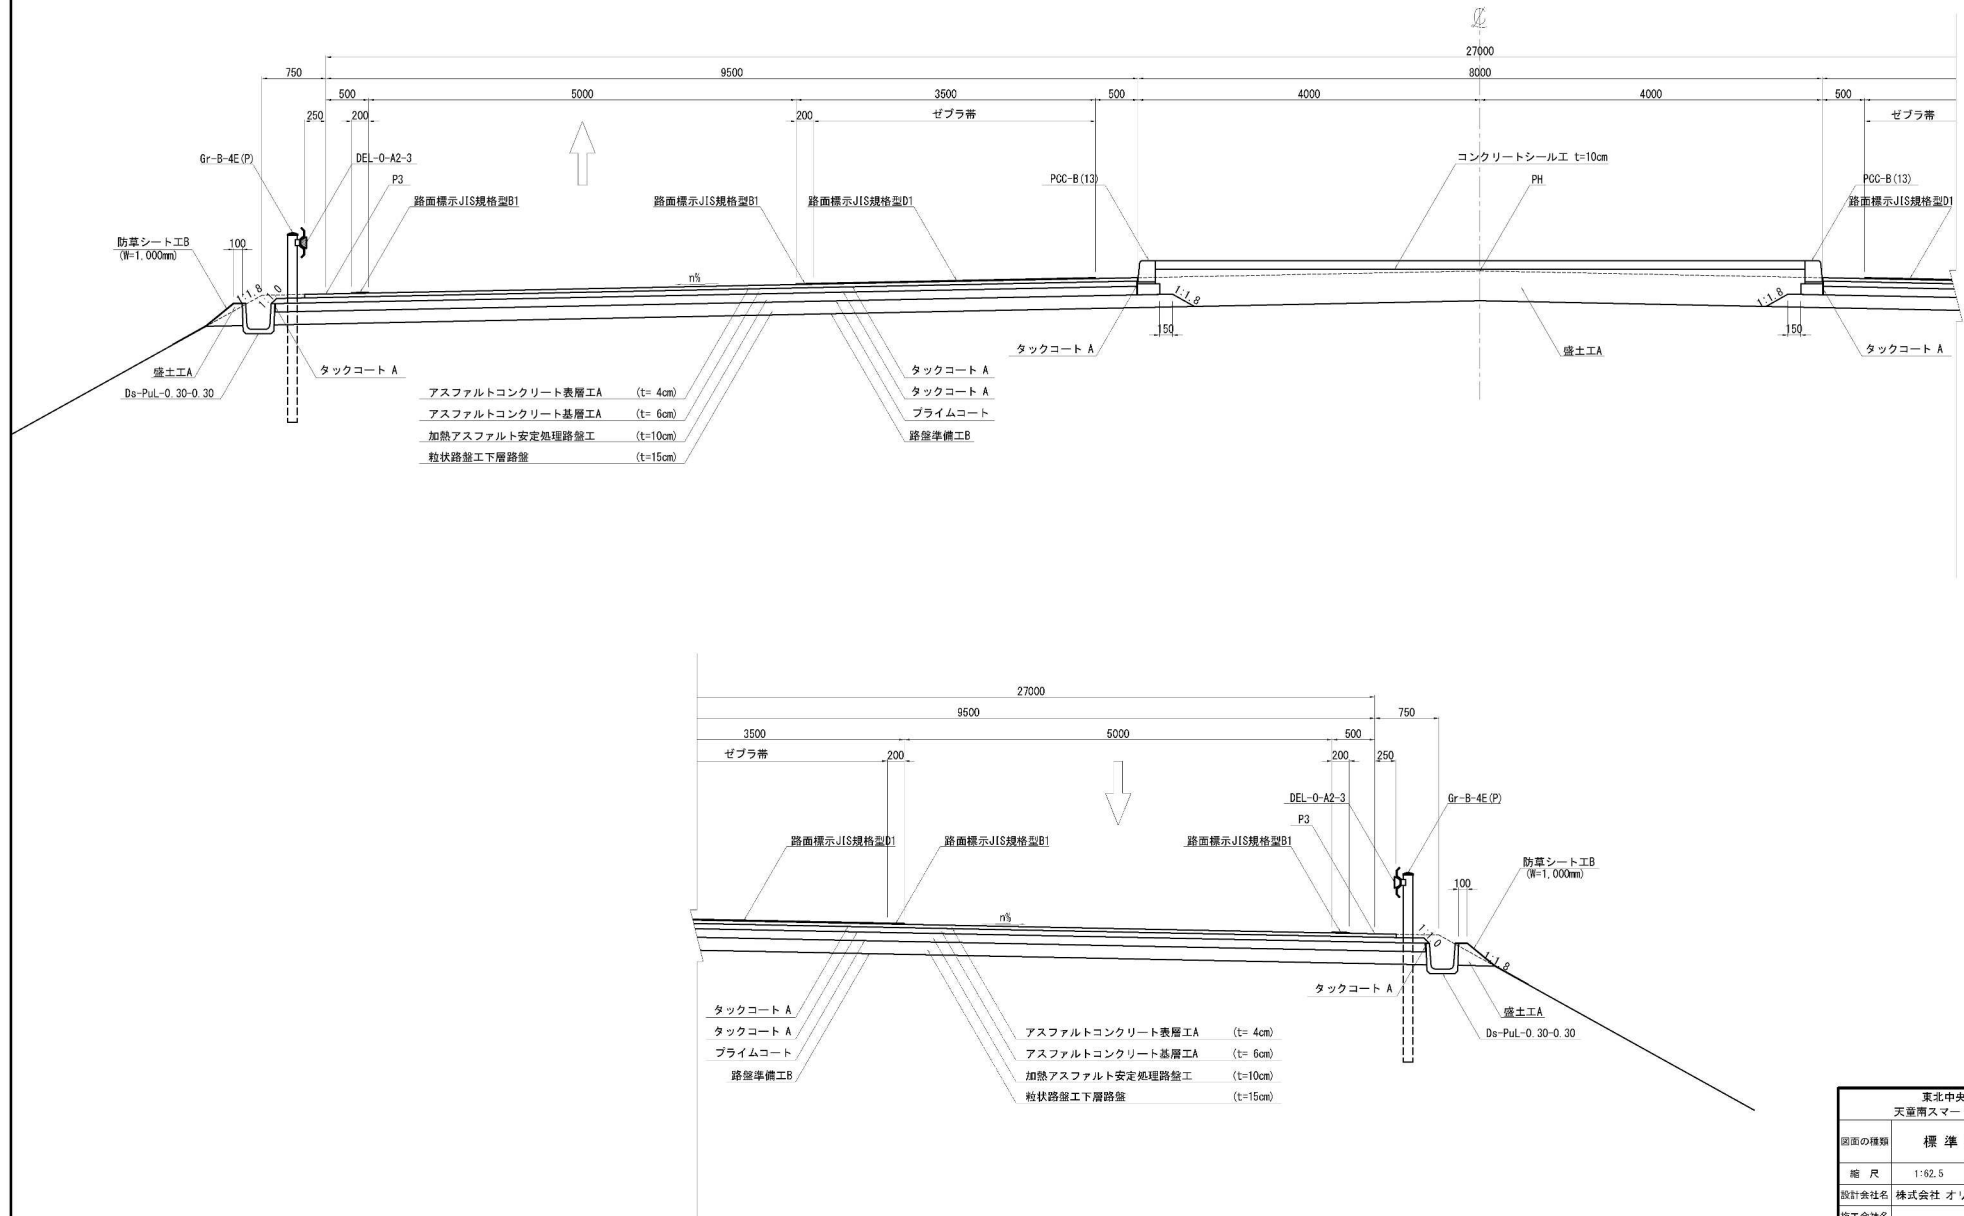 ℄
27000
750
9500
8000
500
5000
3500
500
4000
4000
500
250
200
200
ゼブラ帯
ゼブラ帯
Gr-B-4E(P)
DEL-O-A2-3
P3
路面標示JIS規格型B1
路面標示JIS規格型B1
路面標示JIS規格型D1
PCC-B(13)
コンクリートシール工 t=10cm
PH
PCC-B(13)
路面標示JIS規格型D1
防草シート工B
(W=1,000mm)
100
1:1.8
1:1.0
n%
1:1.8
1:1.8
150
150
盛土工A
Ds-PuL-0.30-0.30
タックコート A
タックコート A
盛土工A
タックコート A
アスファルトコンクリート表層工A (t= 4cm)
アスファルトコンクリート基層工A (t= 6cm)
加熱アスファルト安定処理路盤工 (t=10cm)
粒状路盤工下層路盤 (t=15cm)
タックコート A
タックコート A
プライムコート
路盤準備工B
27000
9500
750
3500
5000
500
ゼブラ帯
200
200
250
DEL-O-A2-3
Gr-B-4E(P)
P3
路面標示JIS規格型D1
路面標示JIS規格型B1
路面標示JIS規格型B1
防草シート工B
(W=1,000mm)
100
n%
1:1.0
1:1.8
タックコート A
盛土工A
Ds-PuL-0.30-0.30
タックコート A
タックコート A
プライムコート
路盤準備工B
アスファルトコンクリート表層工A (t= 4cm)
アスファルトコンクリート基層工A (t= 6cm)
加熱アスファルト安定処理路盤工 (t=10cm)
粒状路盤工下層路盤 (t=15cm)
東北中央
天童南スマー
図面の種類 標 準
縮 尺 1:62.5
設計会社名 株式会社 オリ